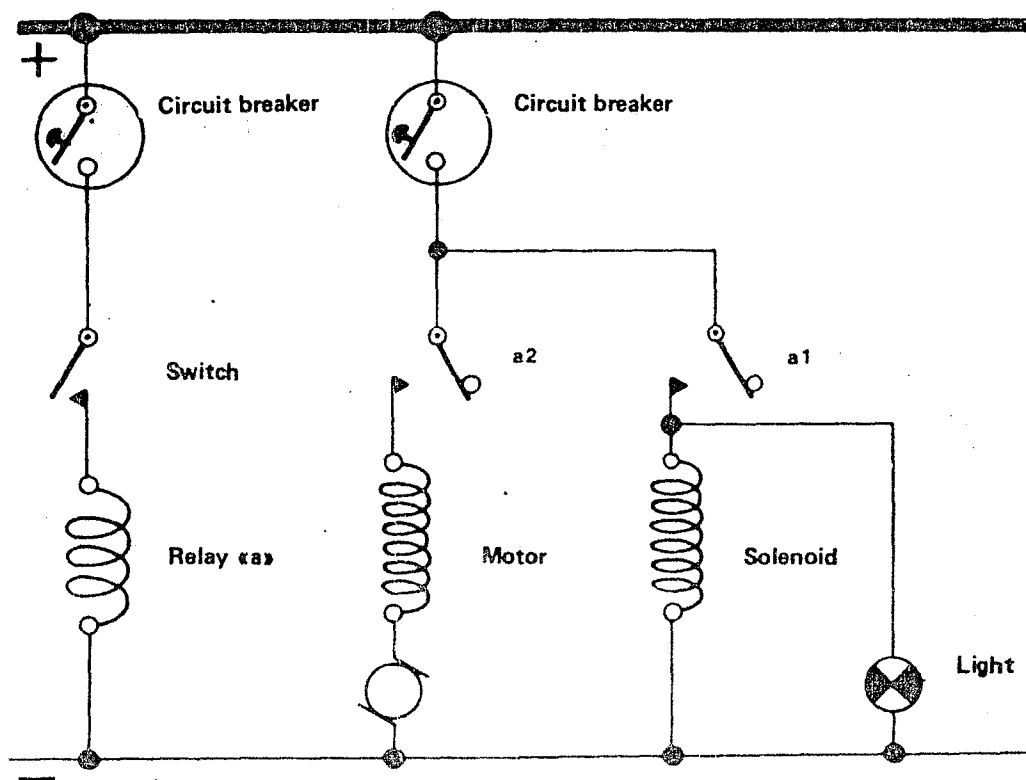 +
Circuit breaker
Circuit breaker
Switch
a2
a1
Relay «a»
Motor
Solenoid
Light